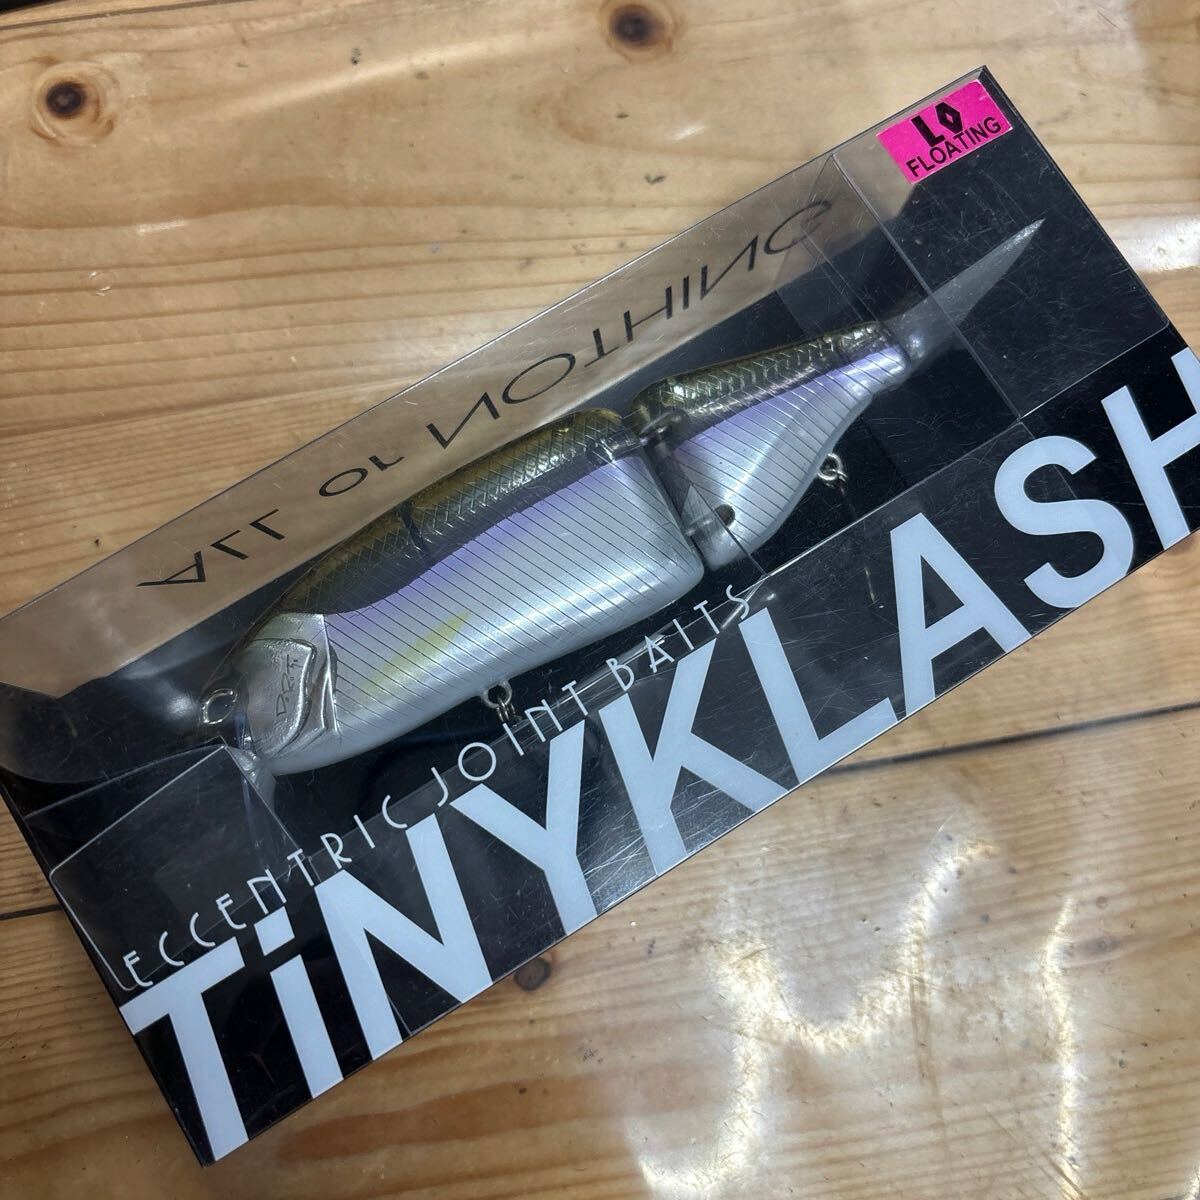 LO
FLOATING
ALL or NOTHING
D.R.T.
ECCENTRIC JOINT BAITS
TiNYKLASH